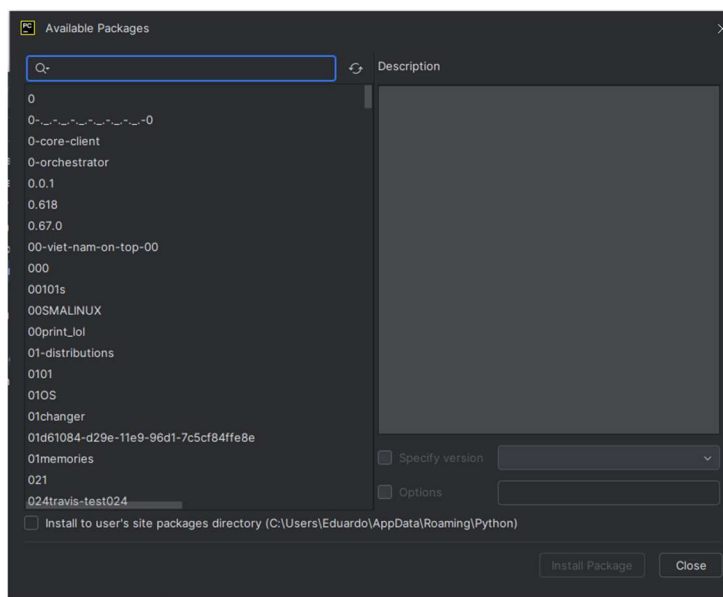 PC Available Packages
Description
0
0-._.-._.-._.-._.-._.-._.-0
0-core-client
0-orchestrator
0.0.1
0.618
0.67.0
00-viet-nam-on-top-00
000
00101s
00SMALINUX
00print_lol
01-distributions
0101
01OS
01changer
01d61084-d29e-11e9-96d1-7c5cf84ffe8e
01memories
021
024travis-test024
Specify version
Options
Install to user's site packages directory (C:\Users\Eduardo\AppData\Roaming\Python)
Install Package
Close